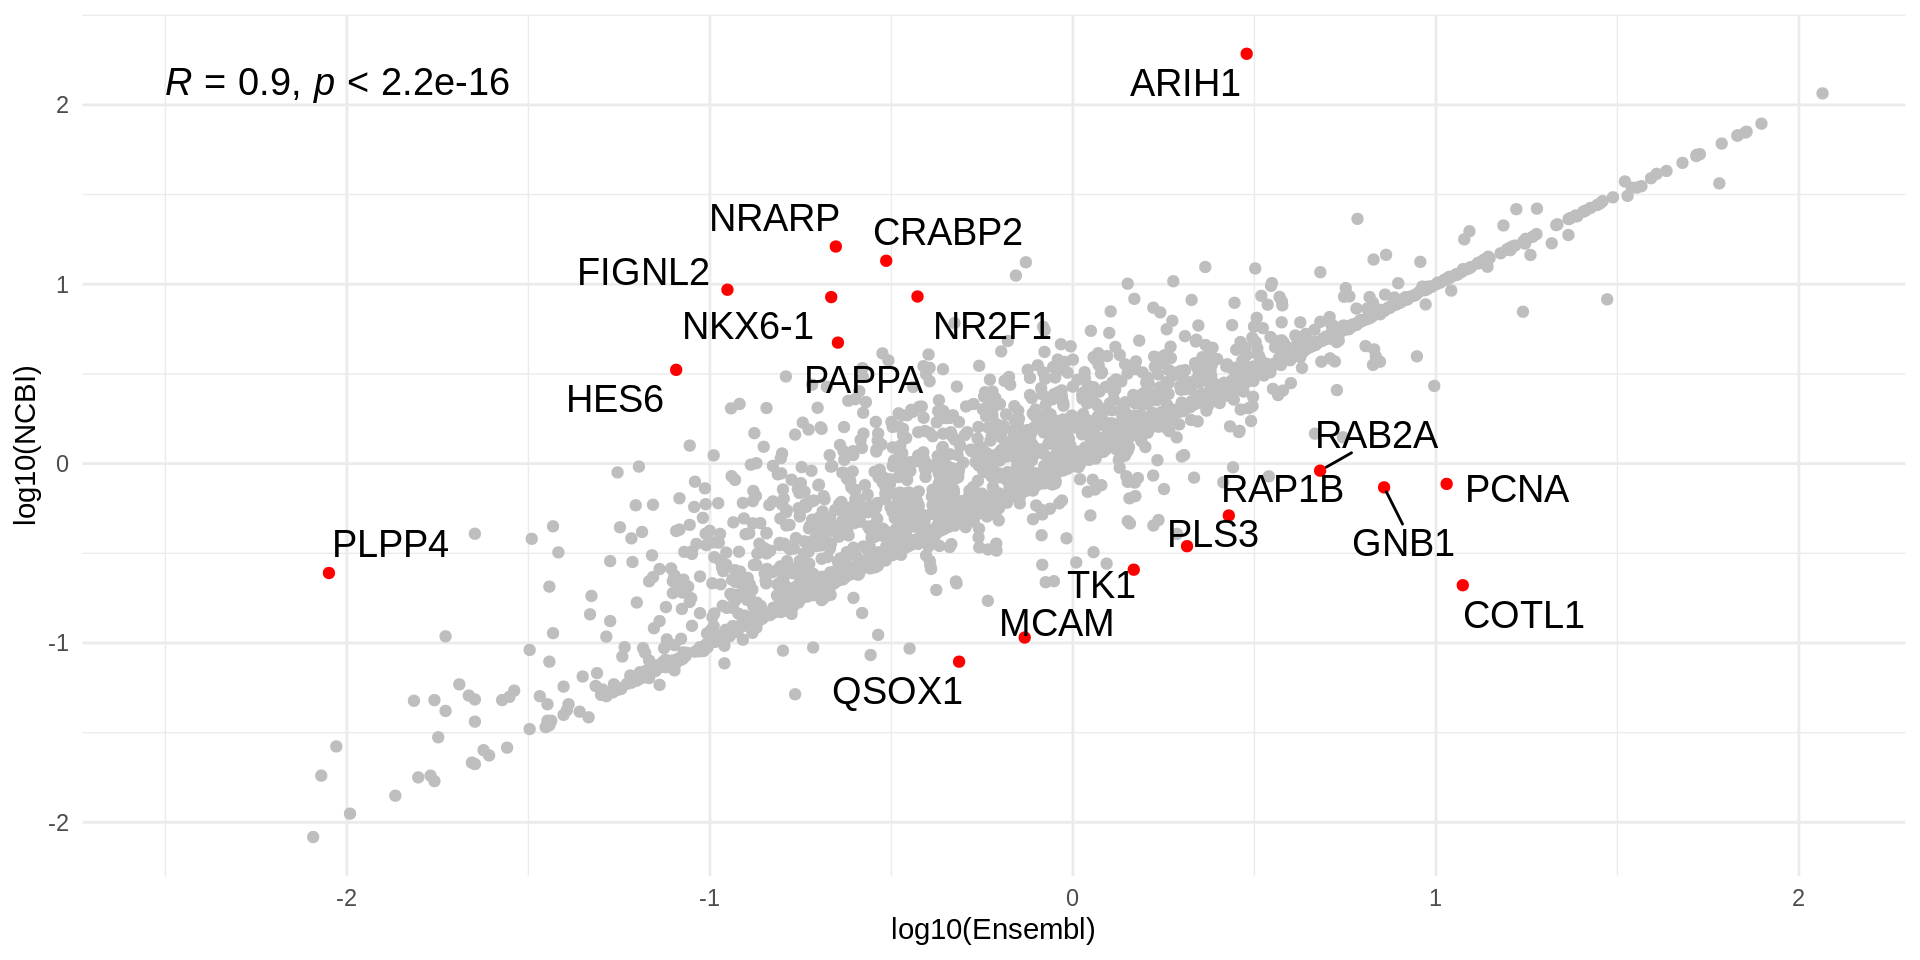 R = 0.9, p < 2.2e-16
ARIH1
NRARP
CRABP2
FIGNL2
NKX6-1
NR2F1
HES6
PAPPA
RAB2A
RAP1B
PCNA
PLS3
GNB1
PLPP4
TK1
COTL1
MCAM
QSOX1
2
1
0
-1
-2
log10(NCBI)
-2
-1
0
1
2
log10(Ensembl)